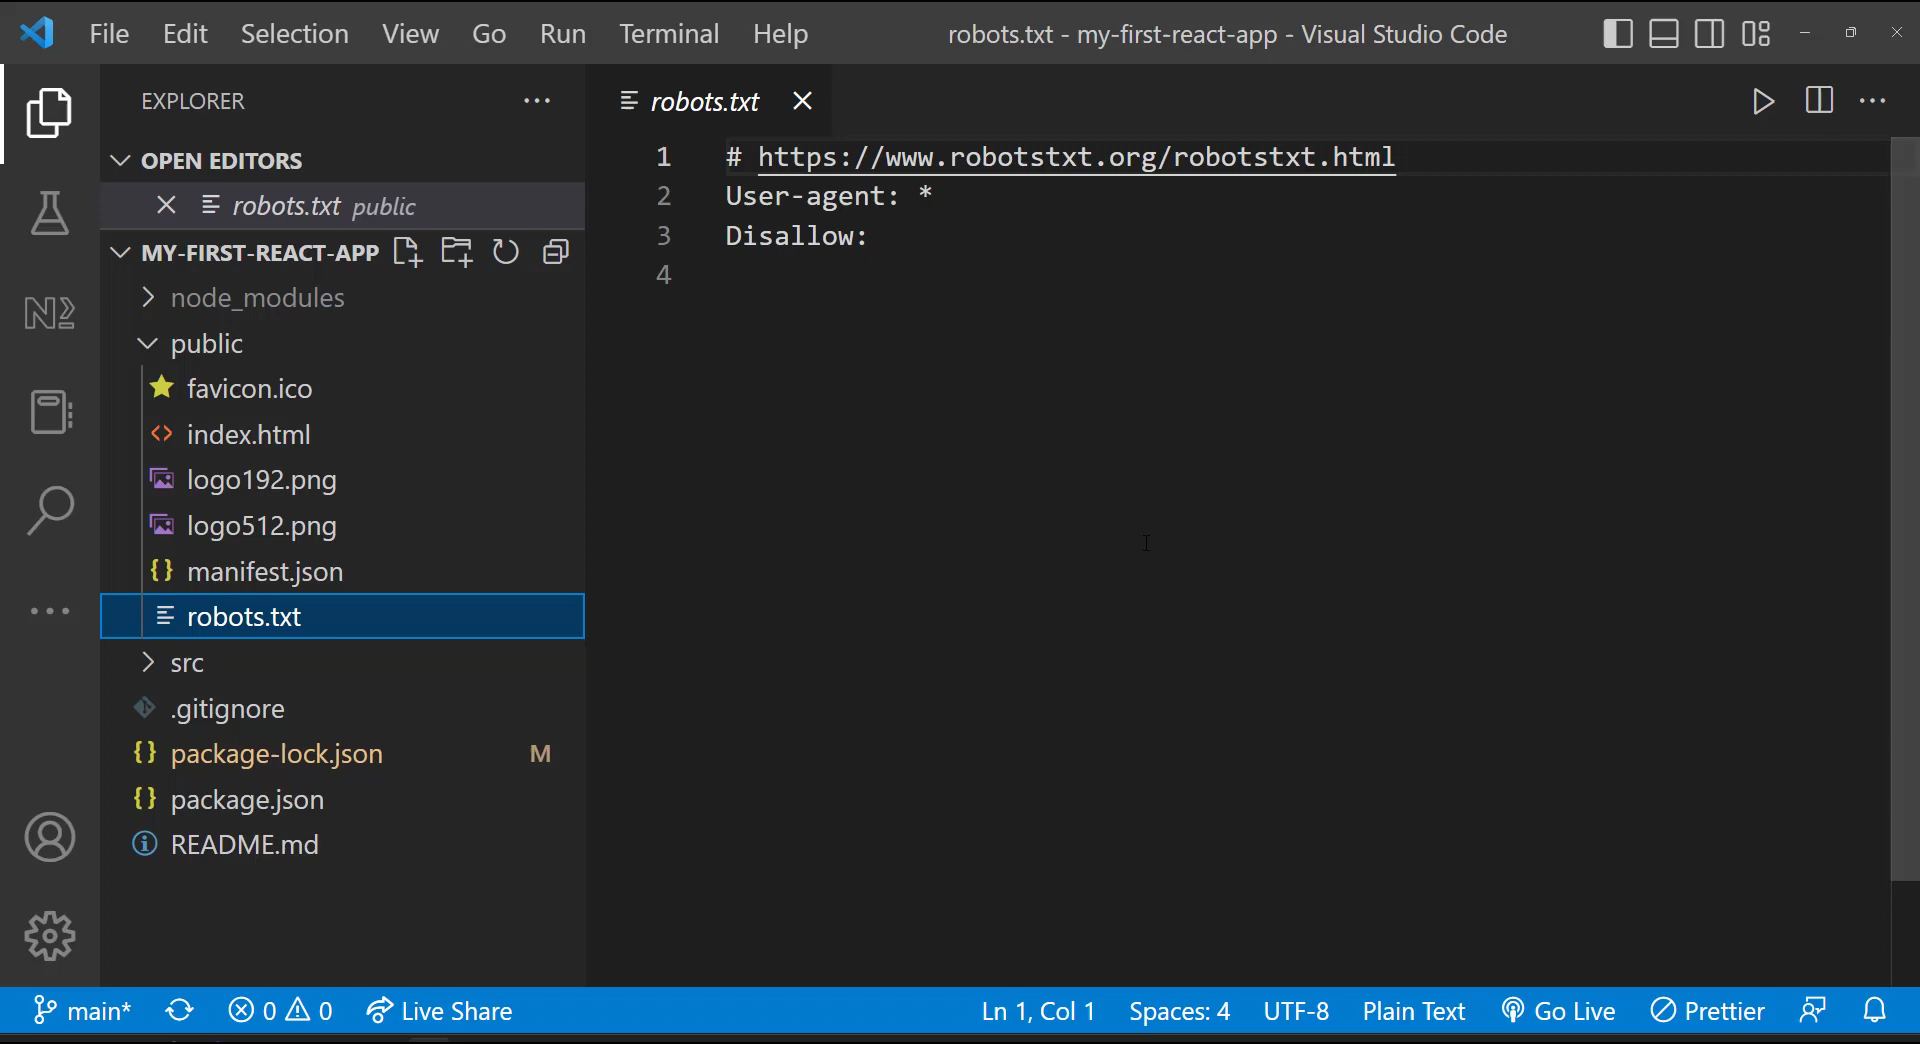 File Edit Selection View Go Run Terminal Help robots.txt - my-first-react-app - Visual Studio Code
EXPLORER
OPEN EDITORS
robots.txt public
MY-FIRST-REACT-APP
node_modules
public
favicon.ico
index.html
logo192.png
logo512.png
manifest.json
robots.txt
src
.gitignore
package-lock.json M
package.json
README.md
robots.txt
1 # https://www.robotstxt.org/robotstxt.html
2 User-agent: *
3 Disallow:
4
main* 0 0 Live Share Ln 1, Col 1 Spaces: 4 UTF-8 Plain Text Go Live Prettier